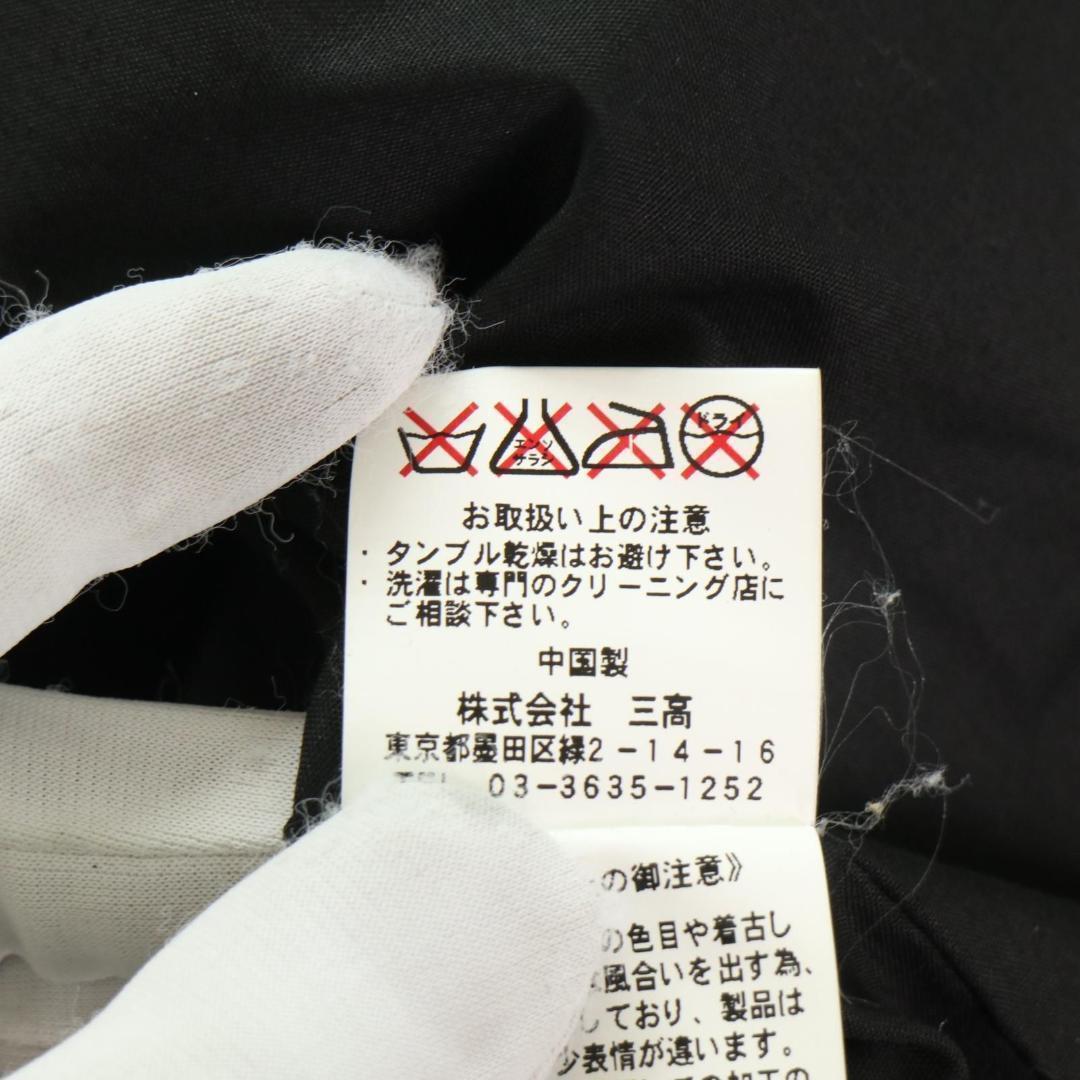 エンソ
サラシ
ドライ
お取扱い上の注意
・タンブル乾燥はお避け下さい。
・洗濯は専門のクリーニング店に
ご相談下さい。
中国製
株式会社 三高
東京都墨田区緑2-14-16
03-3635-1252
の御注意》
の色目や着古し
風合いを出す為、
しており、製品は
少表情が違います。
の加工の